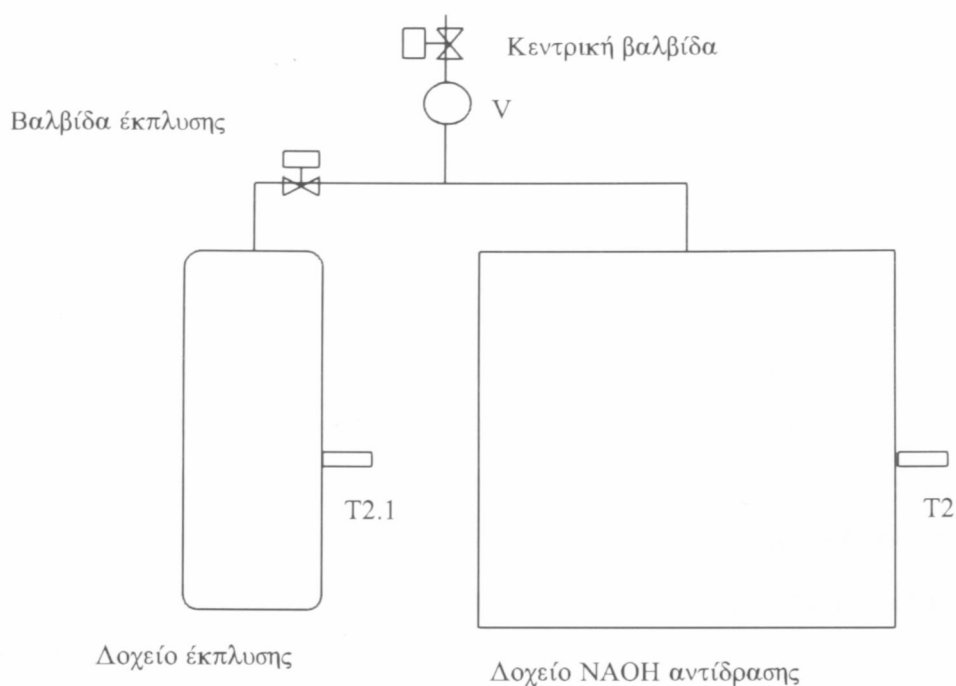 Κεντρική βαλβίδα
V
Βαλβίδα έκπλυσης
T2.1
T2
Δοχείο έκπλυσης
Δοχείο NAOH αντίδρασης